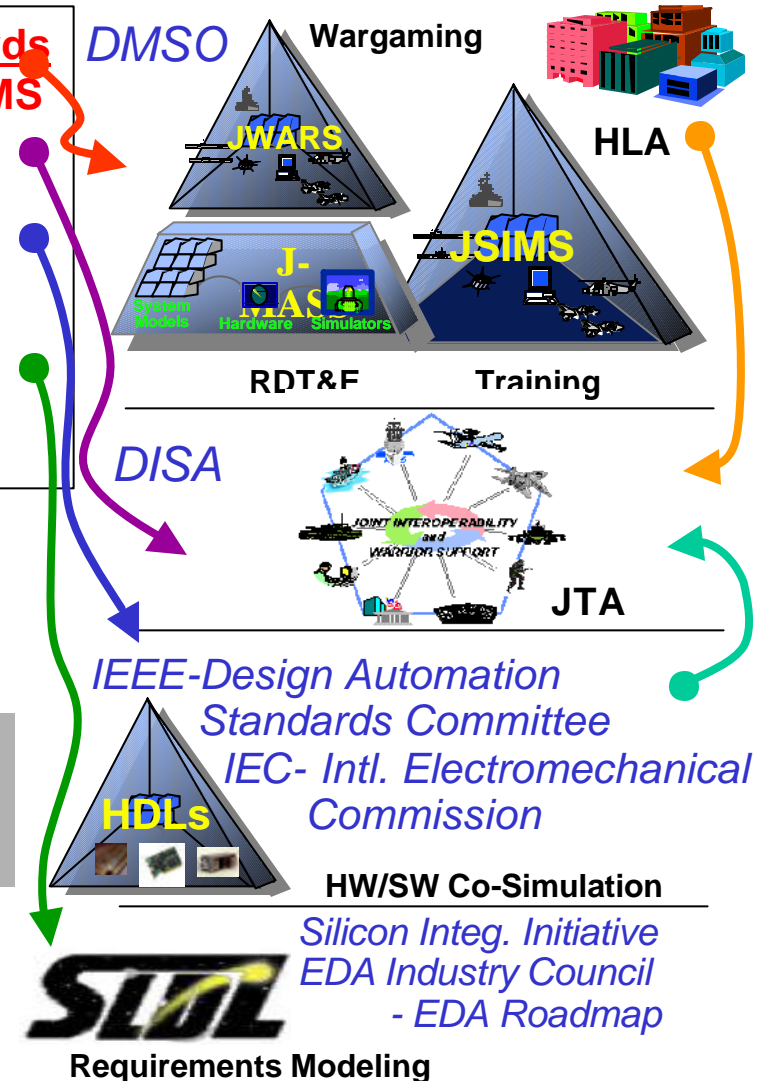 ds
MS
DMSO
Wargaming
JWARS
HLA
JSIMS
J-
MASS
System
Models
Hardware
Simulators
RDT&E
Training
DISA
JOINT INTEROPERABILITY
and
WARRIOR SUPPORT
JTA
IEEE-Design Automation
Standards Committee
IEC- Intl. Electromechanical
Commission
HDLs
HW/SW Co-Simulation
Silicon Integ. Initiative
EDA Industry Council
- EDA Roadmap
SLDL
Requirements Modeling